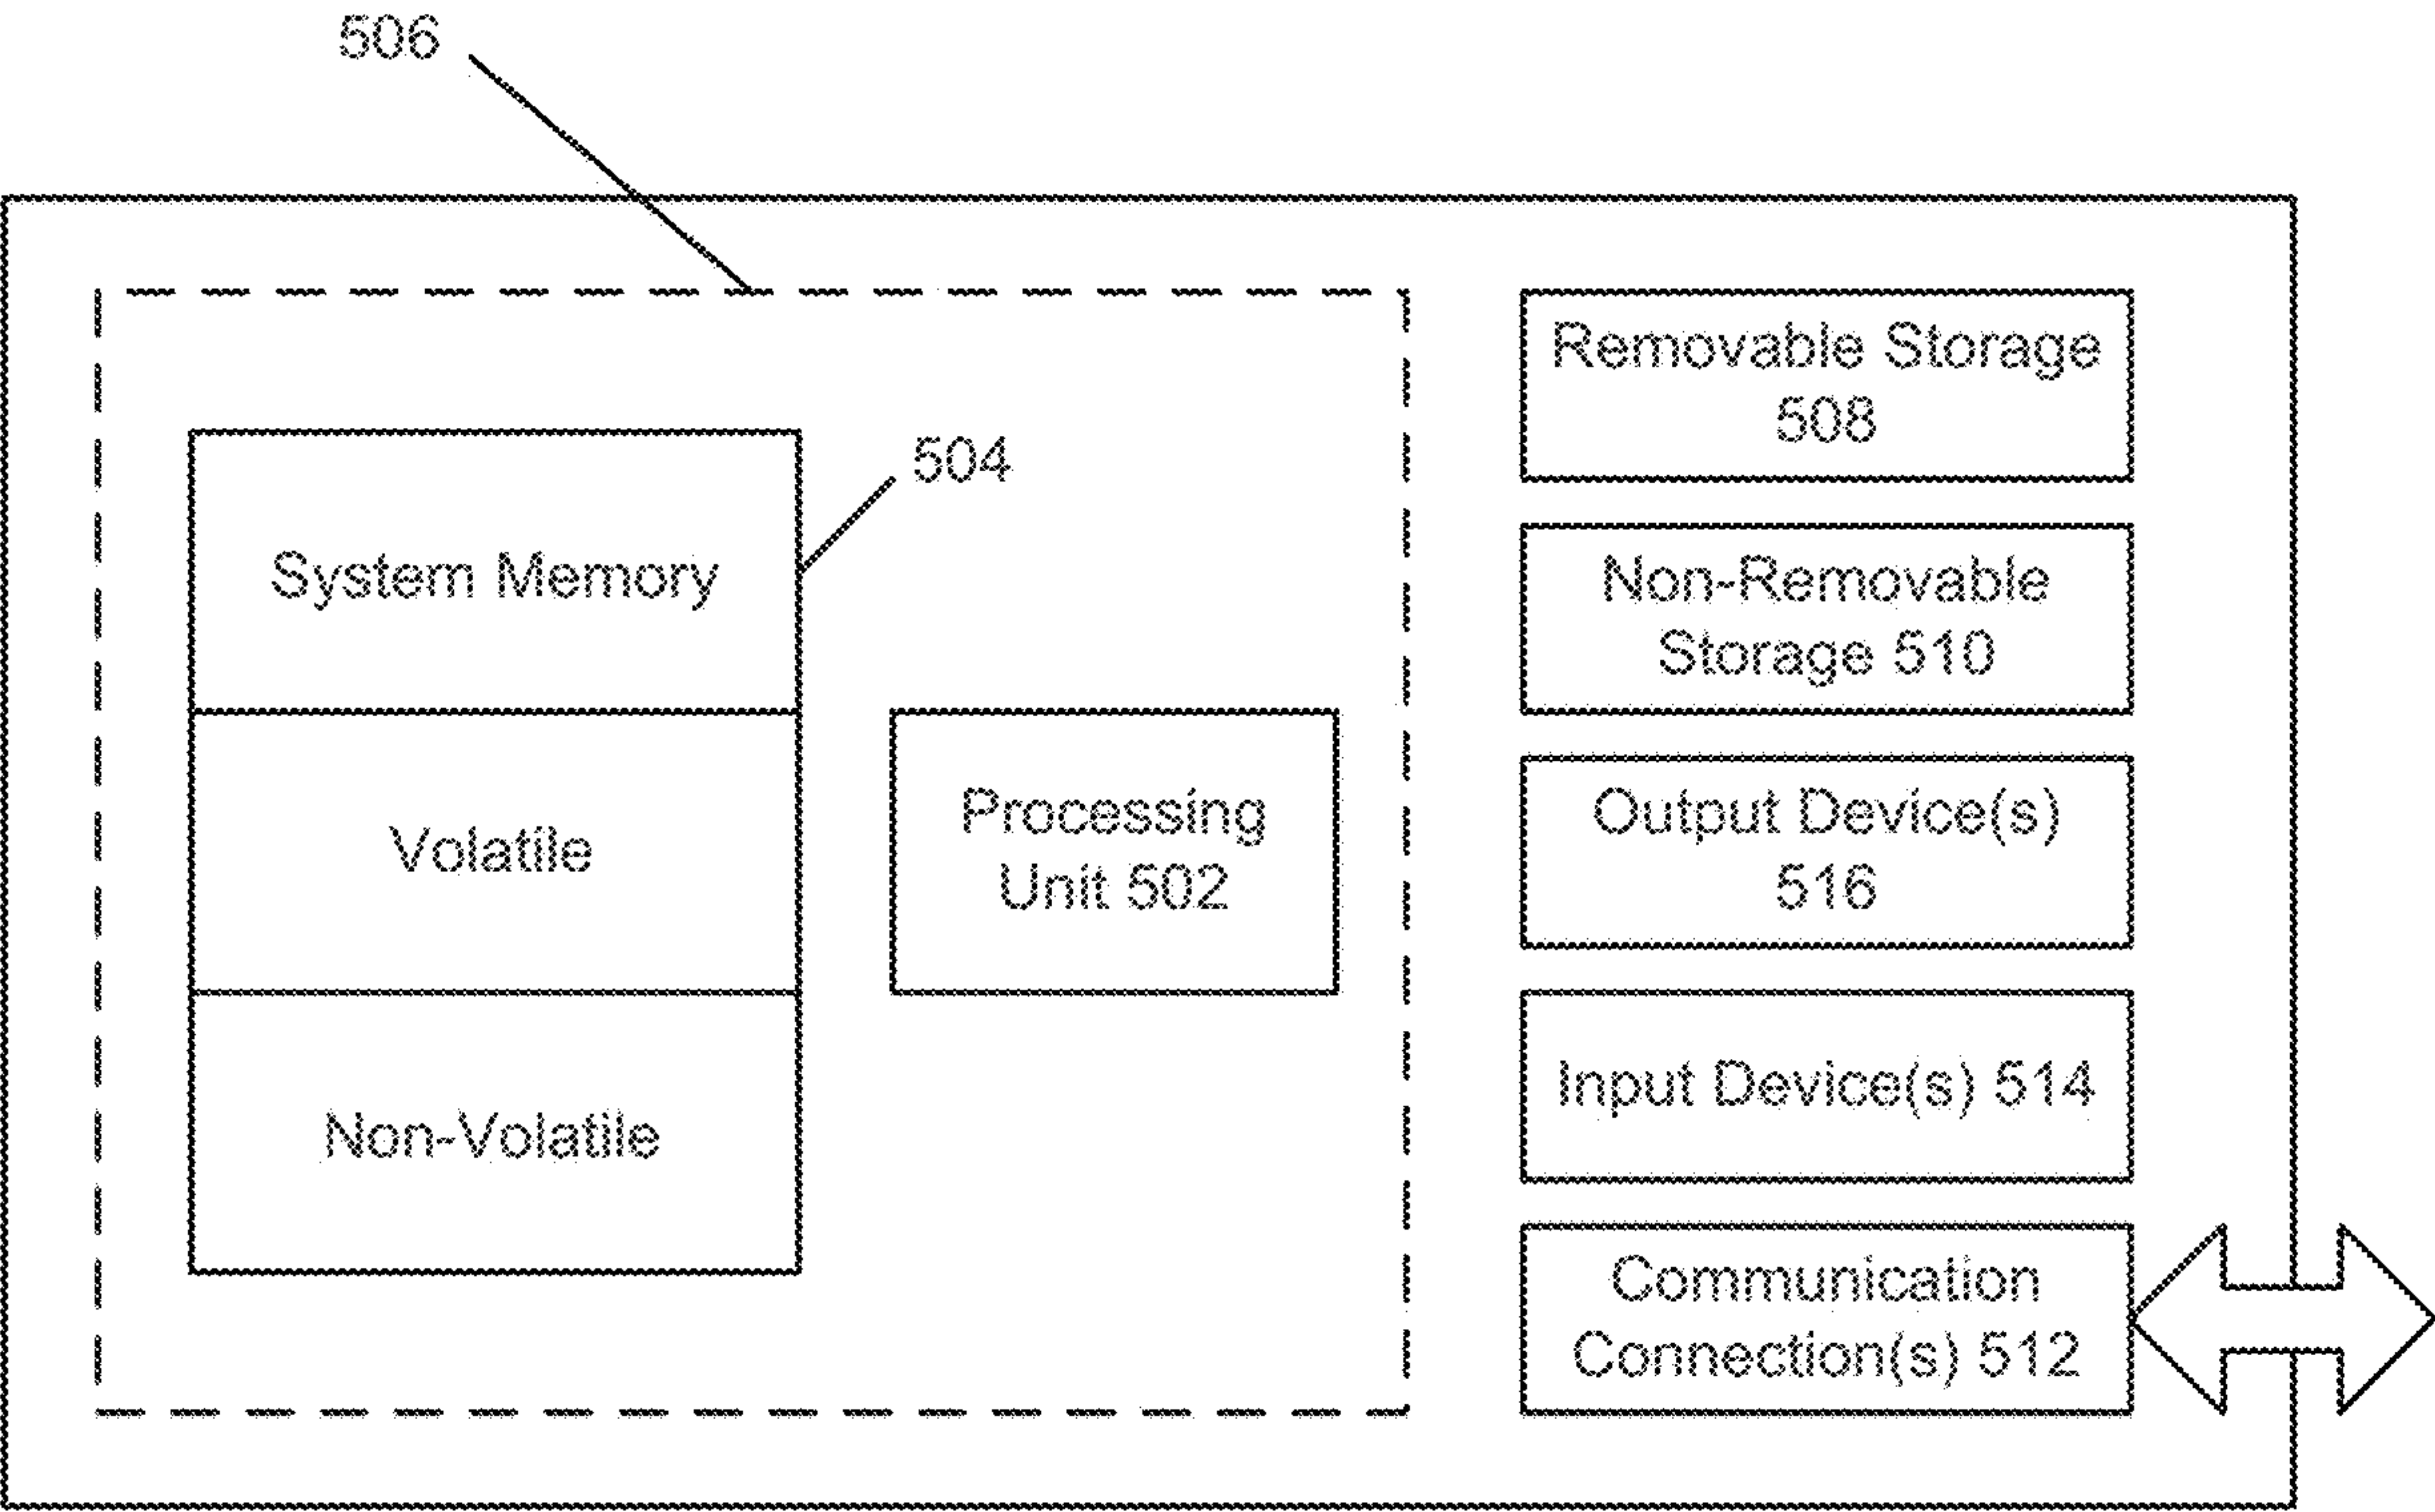 506
504
System Memory
Volatile
Non-Volatile
Processing
Unit 502
Removable Storage
508
Non-Removable
Storage 510
Output Device(s)
516
Input Device(s) 514
Communication
Connection(s) 512